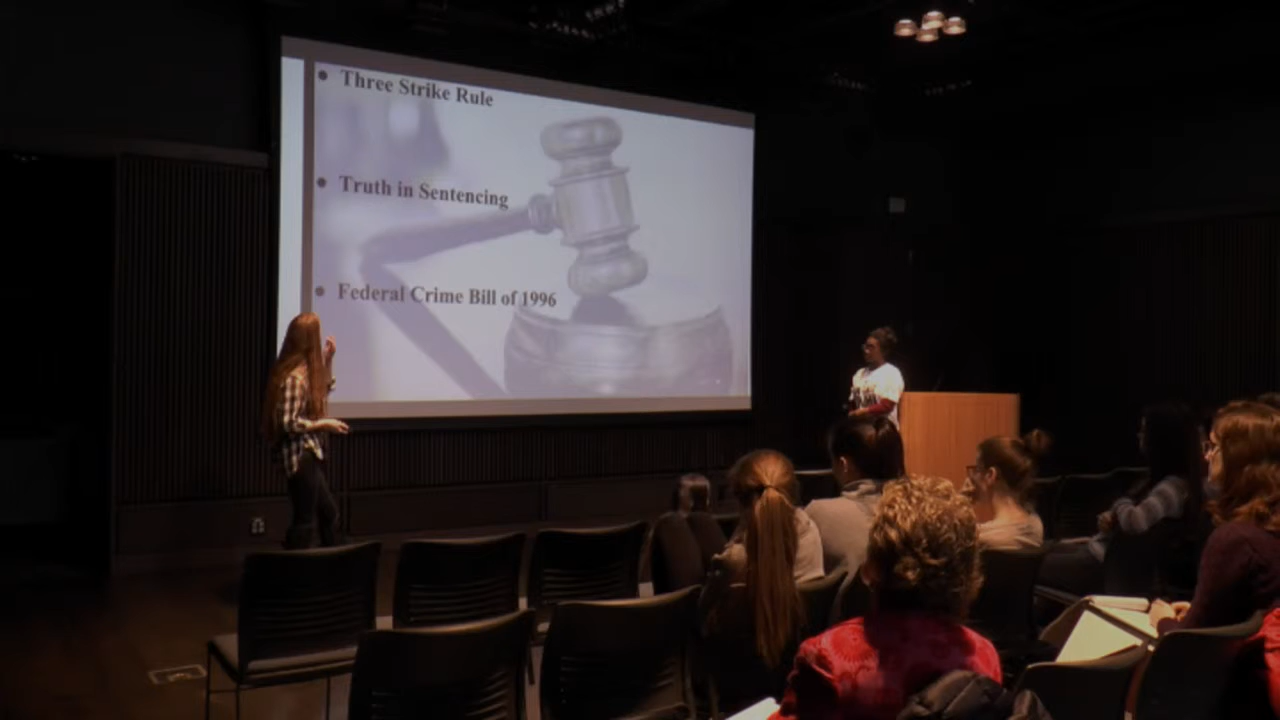 • Three Strike Rule
• Truth in Sentencing
• Federal Crime Bill of 1996